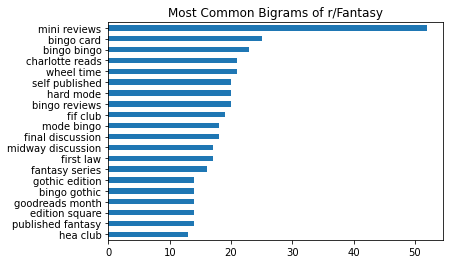 Most Common Bigrams of r/Fantasy
mini reviews
bingo card
bingo bingo
charlotte reads
wheel time
self published
hard mode
bingo reviews
fif club
mode bingo
final discussion
midway discussion
first law
fantasy series
gothic edition
bingo gothic
goodreads month
edition square
published fantasy
hea club
0 10 20 30 40 50